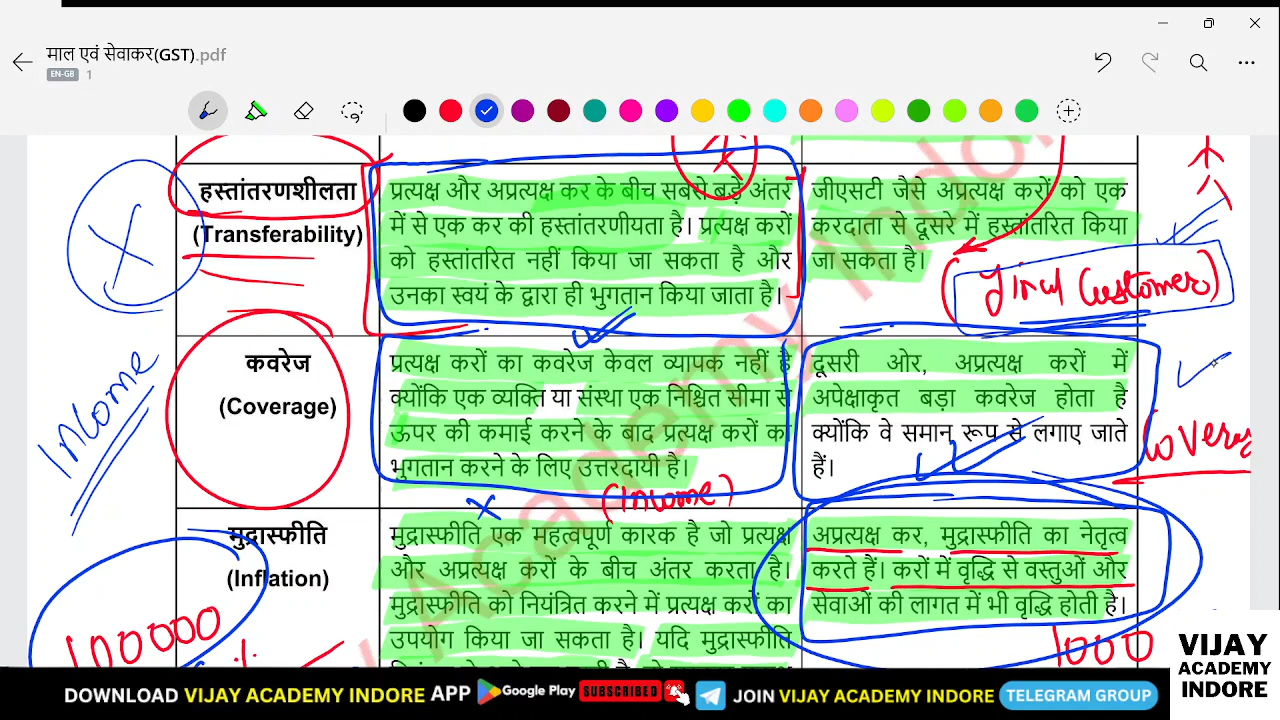 माल एवं सेवाकर(GST).pdf
EN-GB 1
हस्तांतरणशीलता
(Transferability)
प्रत्यक्ष और अप्रत्यक्ष कर के बीच सबसे बड़े अंतर
में से एक कर की हस्तांतरणीयता है। प्रत्यक्ष करों
को हस्तांतरित नहीं किया जा सकता है और
उनका स्वयं के द्वारा ही भुगतान किया जाता है।
जीएसटी जैसे अप्रत्यक्ष करों को एक
करदाता से दूसरे में हस्तांतरित किया
जा सकता है।
(Final Customer)
Income
कवरेज
(Coverage)
प्रत्यक्ष करों का कवरेज केवल व्यापक नहीं है
क्योंकि एक व्यक्ति या संस्था एक निश्चित सीमा से
ऊपर की कमाई करने के बाद प्रत्यक्ष करों का
भुगतान करने के लिए उत्तरदायी है।
(Income)
दूसरी ओर, अप्रत्यक्ष करों में
अपेक्षाकृत बड़ा कवरेज होता है
क्योंकि वे समान रूप से लगाए जाते
हैं।
मुद्रास्फीति
(Inflation)
100000
मुद्रास्फीति एक महत्वपूर्ण कारक है जो प्रत्यक्ष
और अप्रत्यक्ष करों के बीच अंतर करता है।
मुद्रास्फीति को नियंत्रित करने में प्रत्यक्ष करों का
उपयोग किया जा सकता है। यदि मुद्रास्फीति
अप्रत्यक्ष कर, मुद्रास्फीति का नेतृत्व
करते हैं। करों में वृद्धि से वस्तुओं और
सेवाओं की लागत में भी वृद्धि होती है।
1000
VIJAY
ACADEMY
INDORE
DOWNLOAD VIJAY ACADEMY INDORE APP Google Play SUBSCRIBED JOIN VIJAY ACADEMY INDORE TELEGRAM GROUP